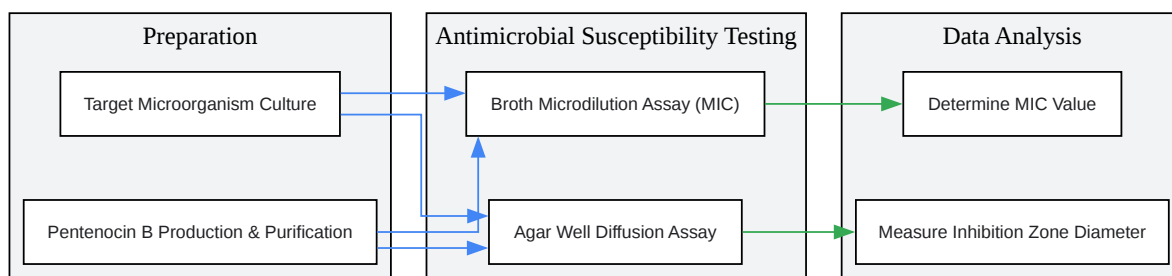 Preparation
Target Microorganism Culture
Pentenocin B Production & Purification
Antimicrobial Susceptibility Testing
Broth Microdilution Assay (MIC)
Agar Well Diffusion Assay
Data Analysis
Determine MIC Value
Measure Inhibition Zone Diameter